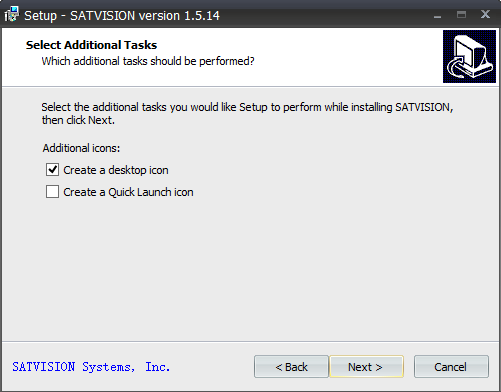 Setup - SATVISION version 1.5.14
Select Additional Tasks
Which additional tasks should be performed?
Select the additional tasks you would like Setup to perform while installing SATVISION,
then click Next.
Additional icons:
Create a desktop icon
Create a Quick Launch icon
SATVISION Systems, Inc.
< Back
Next >
Cancel